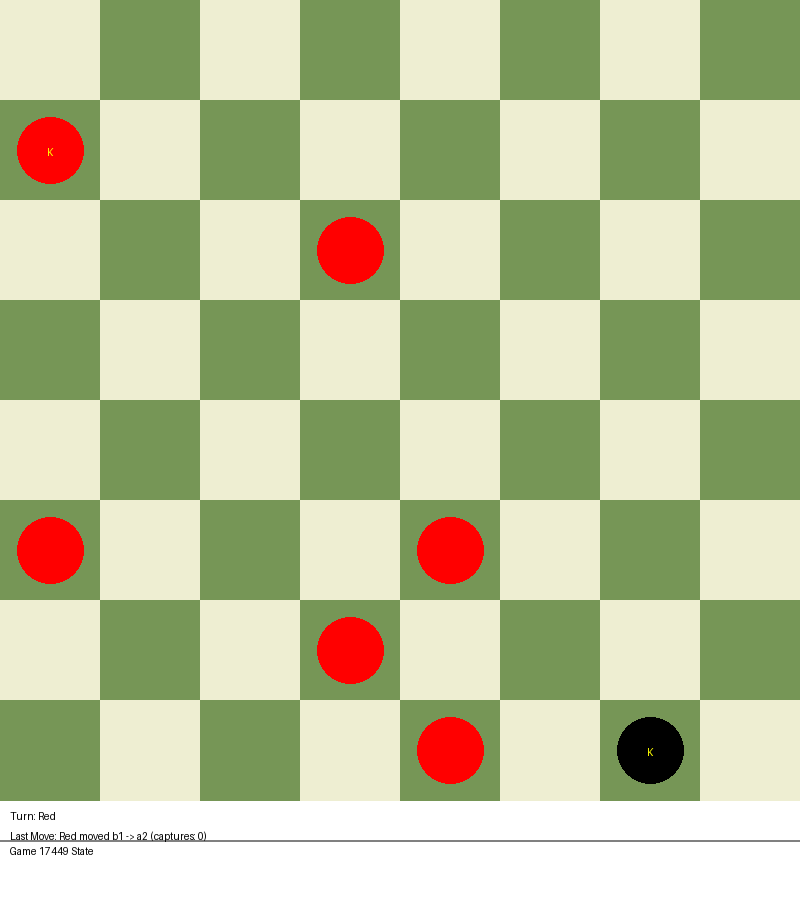 K
K
Turn: Red
Last Move: Red moved b1 -> a2 (captures: 0)
Game 17449 State